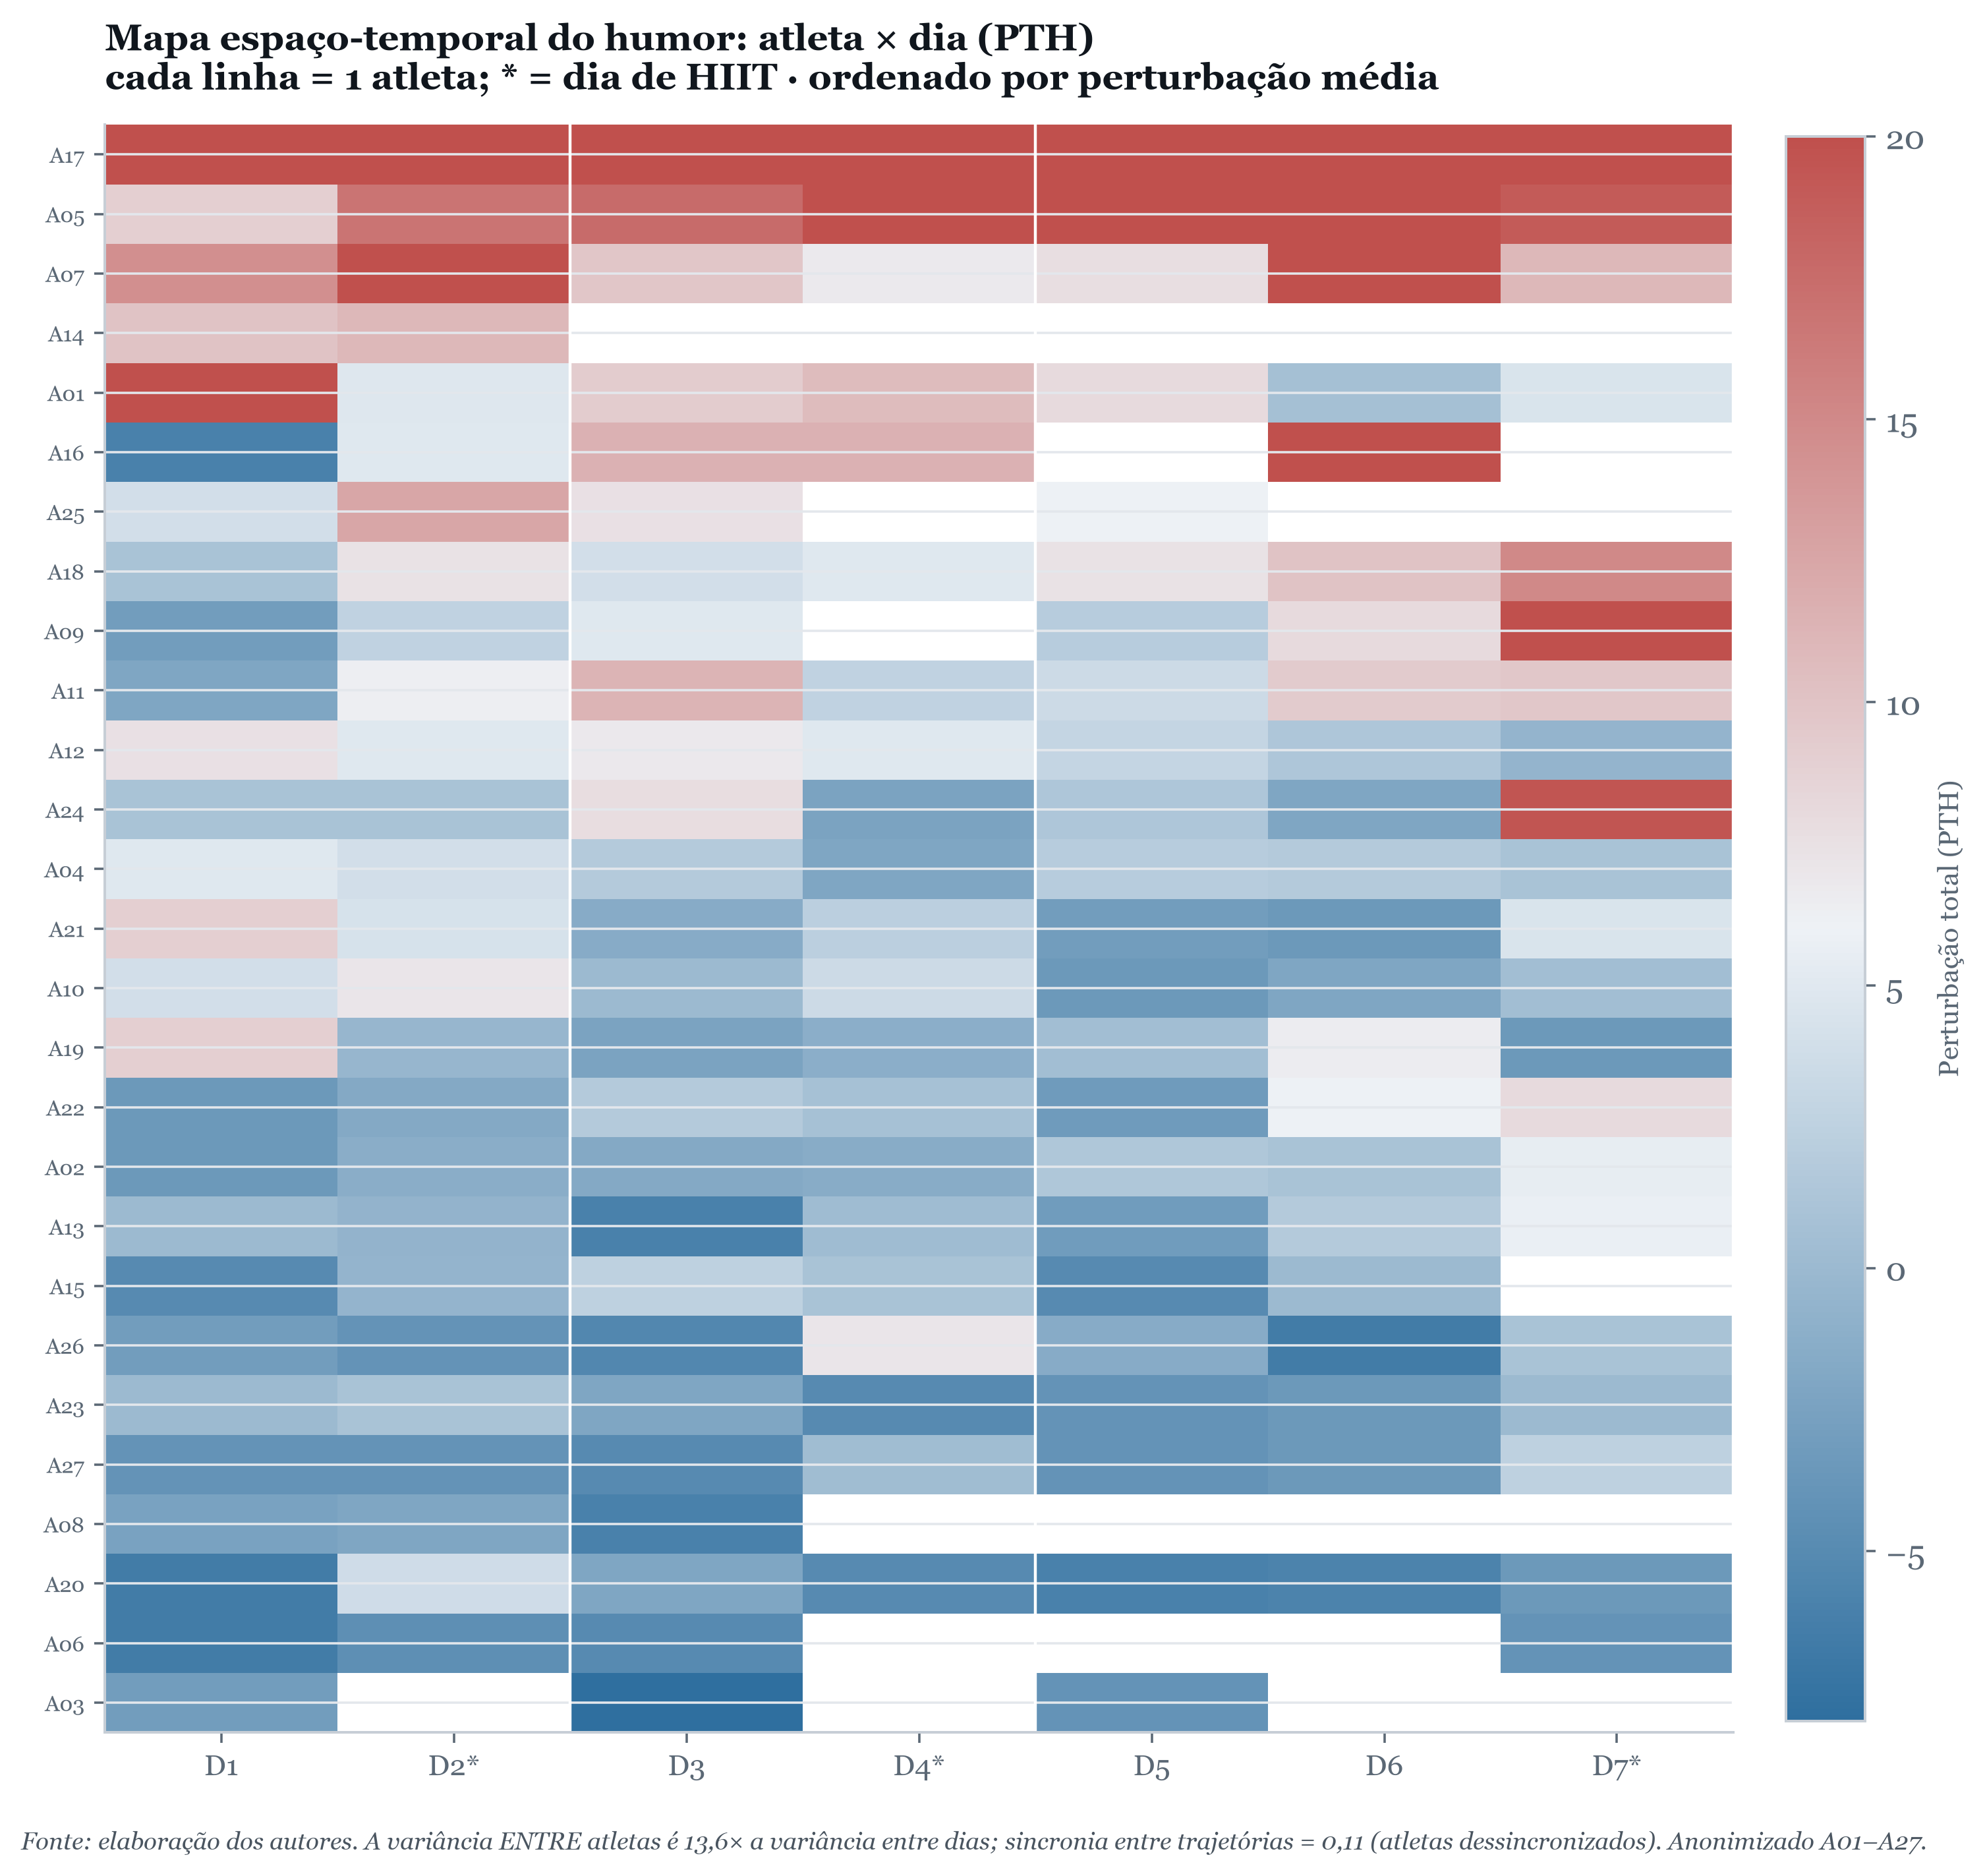 Mapa espaço-temporal do humor: atleta × dia (PTH)
cada linha = 1 atleta; * = dia de HIIT · ordenado por perturbação média
A17
A05
A07
A14
A01
A16
A25
A18
A09
A11
A12
A24
A04
A21
A10
A19
A22
A02
A13
A15
A26
A23
A27
A08
A20
A06
A03
D1 D2* D3 D4* D5 D6 D7*
20
15
10
5
0
−5
Perturbação total (PTH)
Fonte: elaboração dos autores. A variância ENTRE atletas é 13,6× a variância entre dias; sincronia entre trajetórias = 0,11 (atletas dessincronizados). Anonimizado A01–A27.